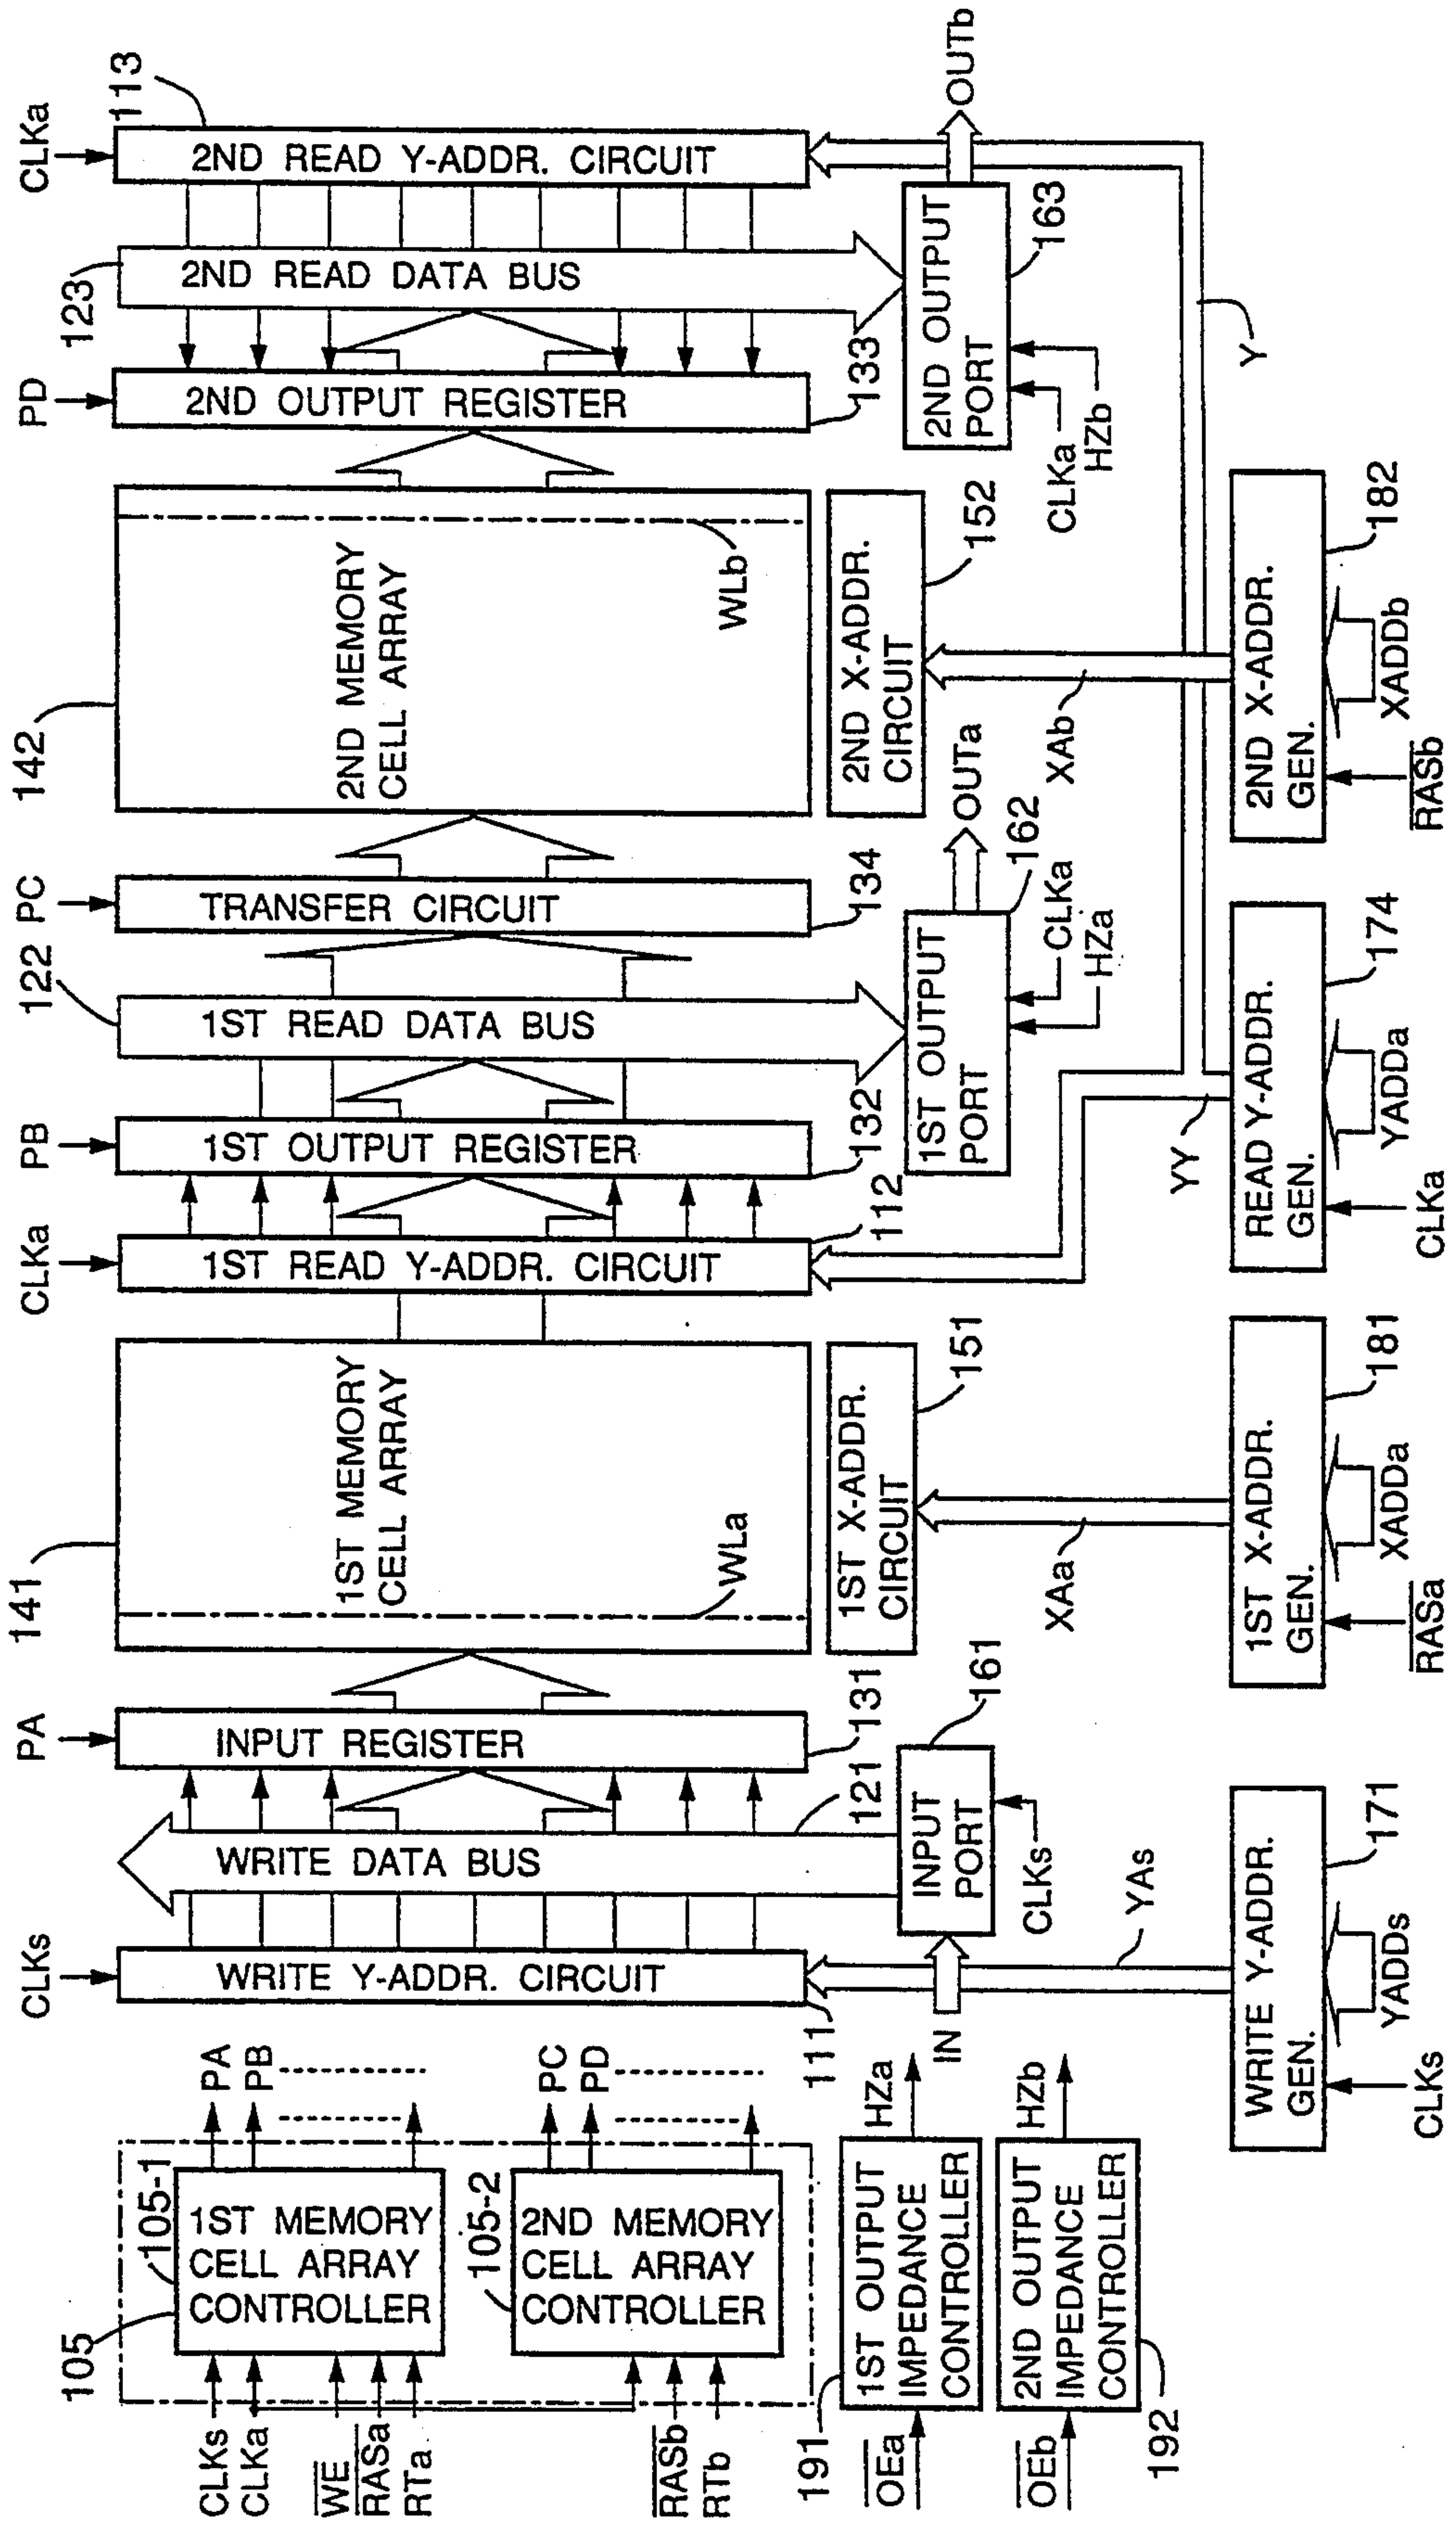 105
105-1
1ST MEMORY
CELL ARRAY
CONTROLLER
CLKs
CLKa
WE
RASa
RTa
PA
PB
105-2
2ND MEMORY
CELL ARRAY
CONTROLLER
RASb
RTb
PC
PD
191
1ST OUTPUT
IMPEDANCE
CONTROLLER
OEa
HZa
192
2ND OUTPUT
IMPEDANCE
CONTROLLER
OEb
HZb
CLKs
WRITE Y-ADDR. CIRCUIT
111
WRITE DATA BUS
121
PA
INPUT REGISTER
131
IN
INPUT
PORT
161
CLKs
YAs
WRITE Y-ADDR.
GEN.
171
CLKs
YADDs
141
1ST MEMORY
CELL ARRAY
WLa
1ST X-ADDR.
CIRCUIT
151
XAa
1ST X-ADDR.
GEN.
181
RASa
XADDa
CLKa
1ST READ Y-ADDR. CIRCUIT
112
PB
1ST OUTPUT REGISTER
132
122
1ST READ DATA BUS
PC
TRANSFER CIRCUIT
134
1ST OUTPUT
PORT
162
OUTa
CLKa
HZa
YY
READ Y-ADDR.
GEN.
174
CLKa
YADDa
142
2ND MEMORY
CELL ARRAY
WLb
2ND X-ADDR.
CIRCUIT
152
XAb
2ND X-ADDR.
GEN.
182
RASb
XADDb
PD
2ND OUTPUT REGISTER
133
123
2ND READ DATA BUS
CLKa
2ND READ Y-ADDR. CIRCUIT
113
2ND OUTPUT
PORT
163
OUTb
CLKa
HZb
Y